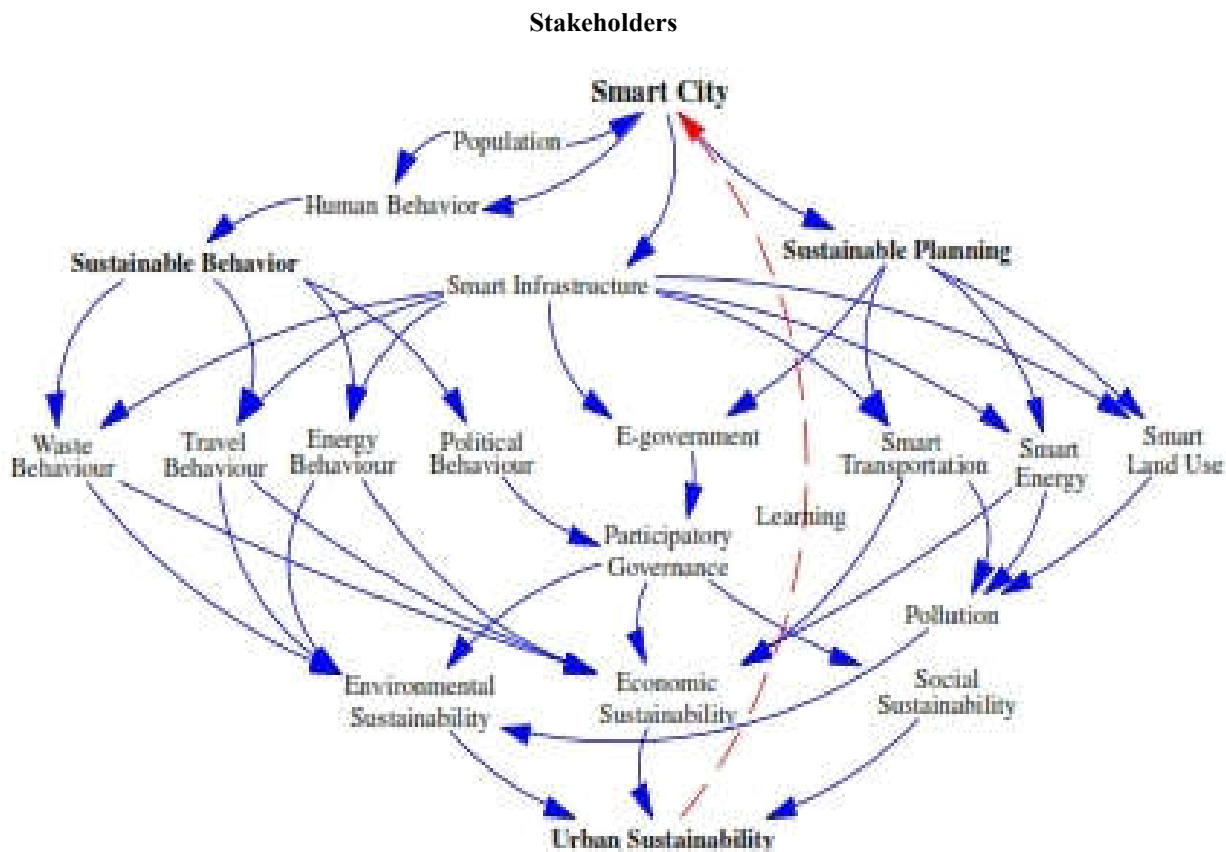 Stakeholders
Smart City
Population
Human Behavior
Sustainable Behavior
Sustainable Planning
Smart Infrastructure
Waste
Behaviour
Travel
Behaviour
Energy
Behaviour
Political
Behaviour
E-government
Smart
Transportation
Smart
Energy
Smart
Land Use
Learning
Participatory
Governance
Pollution
Environmental
Sustainability
Economic
Sustainability
Social
Sustainability
Urban Sustainability